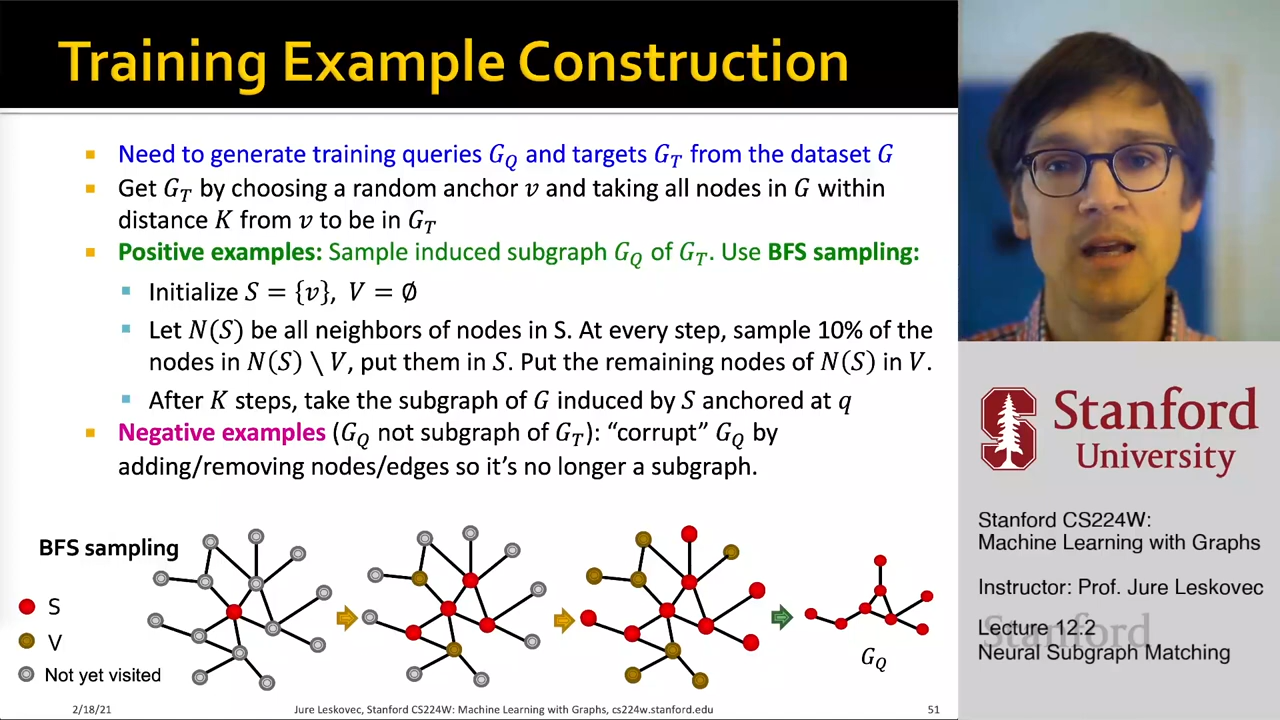 Training Example Construction
Need to generate training queries G_Q and targets G_T from the dataset G
Get G_T by choosing a random anchor v and taking all nodes in G within
distance K from v to be in G_T
Positive examples: Sample induced subgraph G_Q of G_T. Use BFS sampling:
Initialize S = {v}, V = ∅
Let N(S) be all neighbors of nodes in S. At every step, sample 10% of the
nodes in N(S) \ V, put them in S. Put the remaining nodes of N(S) in V.
After K steps, take the subgraph of G induced by S anchored at q
Negative examples (G_Q not subgraph of G_T): “corrupt” G_Q by
adding/removing nodes/edges so it’s no longer a subgraph.
BFS sampling
S
V
Not yet visited
G_Q
2/18/21
Jure Leskovec, Stanford CS224W: Machine Learning with Graphs, cs224w.stanford.edu
51
Stanford
University
Stanford CS224W:
Machine Learning with Graphs
Instructor: Prof. Jure Leskovec
Lecture 12.2
Stanford
Neural Subgraph Matching